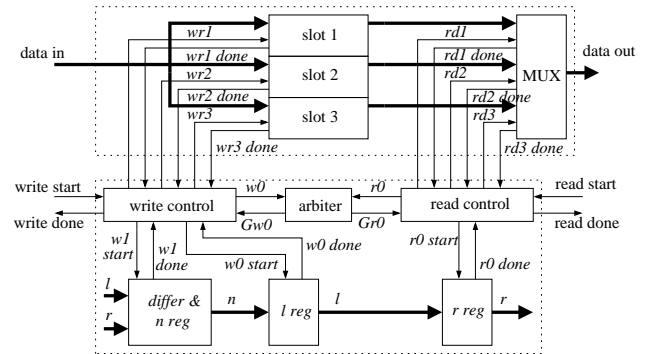 wr1
slot 1
rd1
data in
wr1 done
rd1 done
data out
wr2
slot 2
rd2
MUX
wr2 done
rd2 done
wr3
slot 3
rd3
wr3 done
rd3 done
write start
w0
r0
read start
write control
arbiter
read control
write done
Gw0
Gr0
read done
w1
start
w1
done
w0 done
w0 start
r0 start
r0 done
l
r
differ &
n reg
n
l reg
l
r reg
r